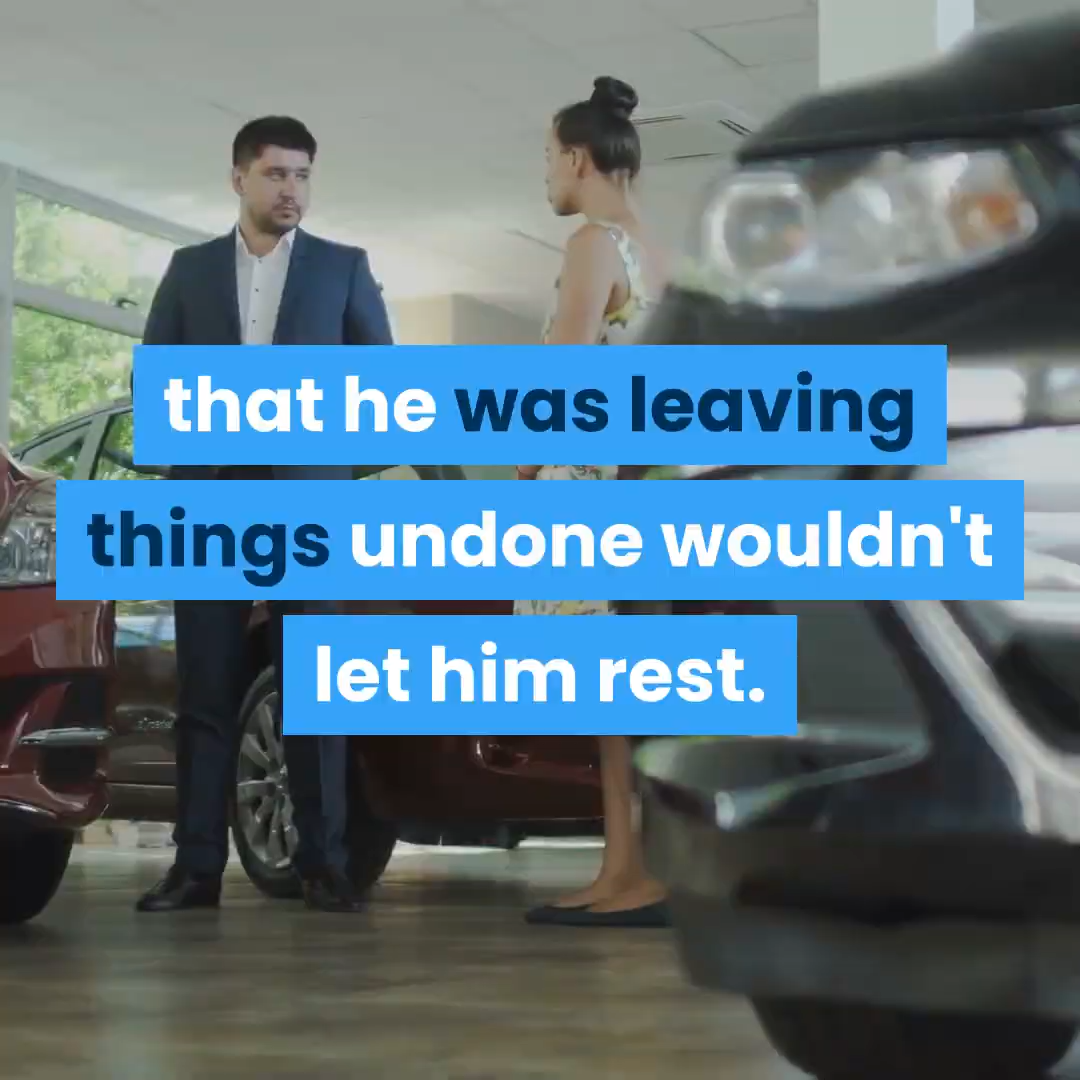 that he was leaving
things undone wouldn't
let him rest.